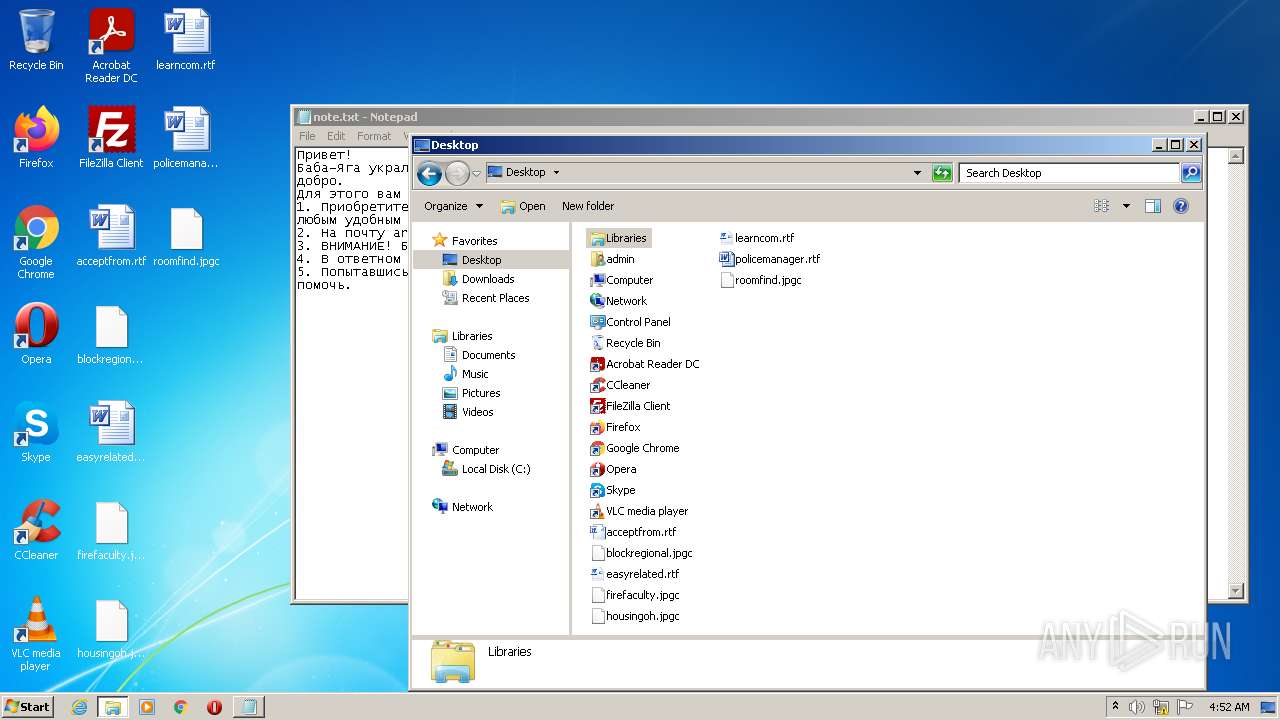 Recycle Bin
Acrobat
Reader DC
learncom.rtf
Firefox
FileZilla Client
policemana...
Google
Chrome
acceptfrom.rtf
roomfind.jpgc
Opera
blockregion...
Skype
easyrelated...
CCleaner
firefaculty.j...
VLC media
player
housingoh.j...
note.txt - Notepad
File Edit Format
Привет!
Баба-Яга украл
добро.
Для этого вам
1. Приобретите
любым удобным
2. На почту ar
3. ВНИМАНИЕ! Б
4. В ответном
5. Попытавшись
помочь.
Desktop
Desktop
Search Desktop
Organize Open New folder
Favorites
Desktop
Downloads
Recent Places
Libraries
Documents
Music
Pictures
Videos
Computer
Local Disk (C:)
Network
Libraries
admin
Computer
Network
Control Panel
Recycle Bin
Acrobat Reader DC
CCleaner
FileZilla Client
Firefox
Google Chrome
Opera
Skype
VLC media player
acceptfrom.rtf
blockregional.jpgc
easyrelated.rtf
firefaculty.jpgc
housingoh.jpgc
learncom.rtf
policemanager.rtf
roomfind.jpgc
Libraries
ANY RUN
Start
4:52 AM